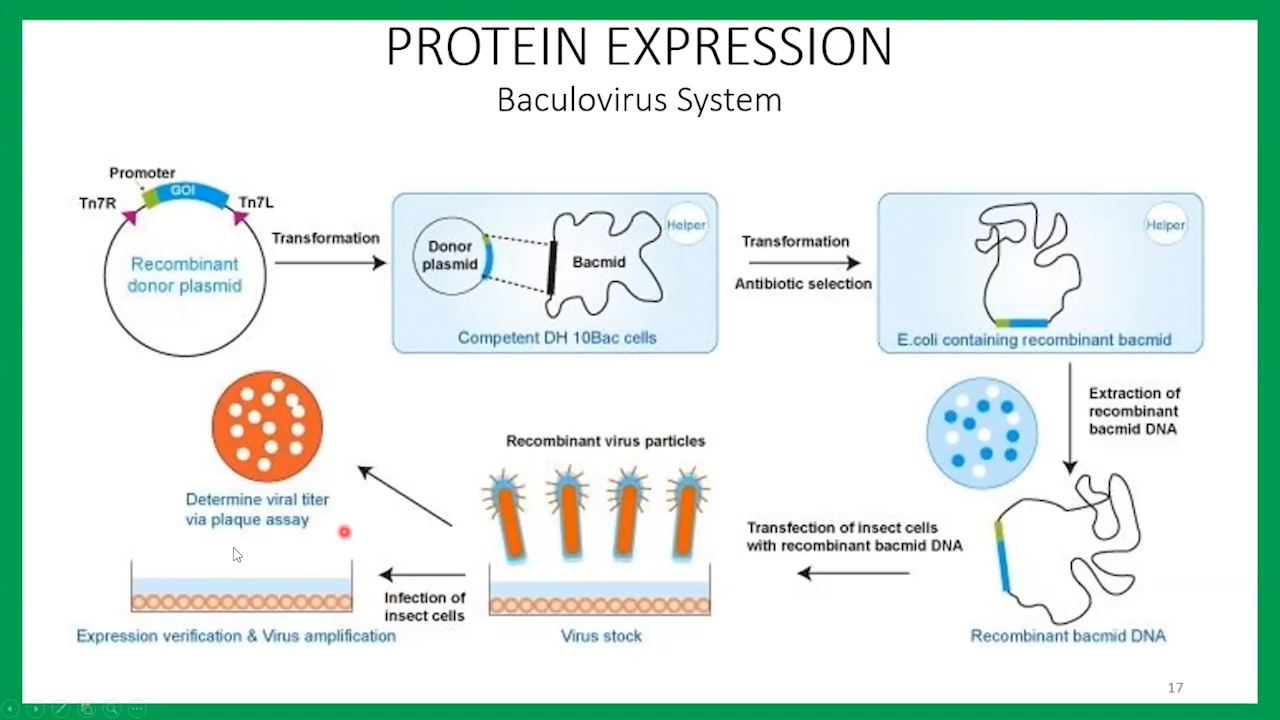 PROTEIN EXPRESSION
Baculovirus System
Promoter
GOI
Tn7R
Tn7L
Recombinant
donor plasmid
Transformation
Donor
plasmid
Bacmid
Helper
Competent DH 10Bac cells
Transformation
Antibiotic selection
Helper
E.coli containing recombinant bacmid
Extraction of
recombinant
bacmid DNA
Recombinant bacmid DNA
Transfection of insect cells
with recombinant bacmid DNA
Recombinant virus particles
Virus stock
Determine viral titer
via plaque assay
Infection of
insect cells
Expression verification & Virus amplification
17